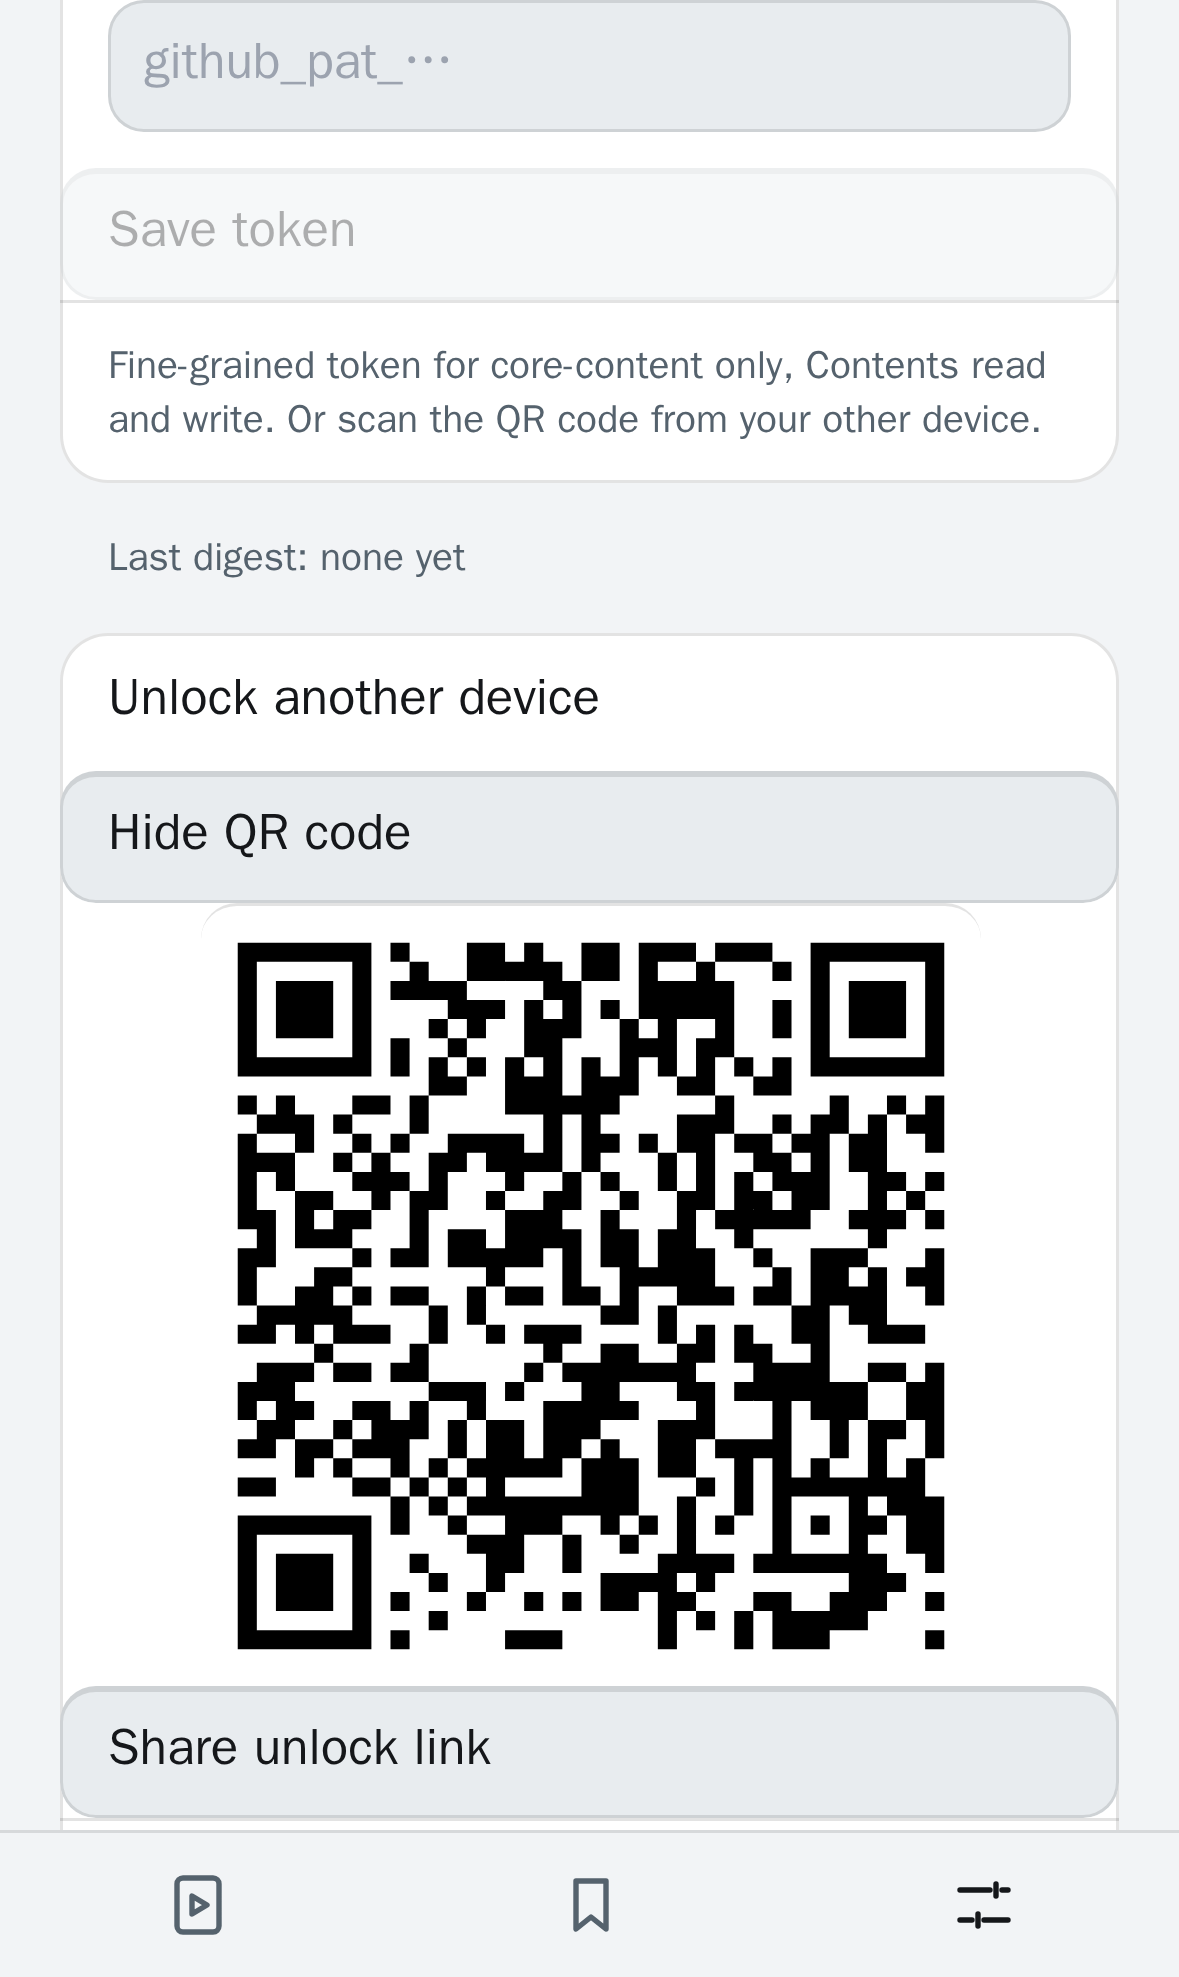 github_pat_···
Save token
Fine-grained token for core-content only, Contents read
and write. Or scan the QR code from your other device.
Last digest: none yet
Unlock another device
Hide QR code
Share unlock link